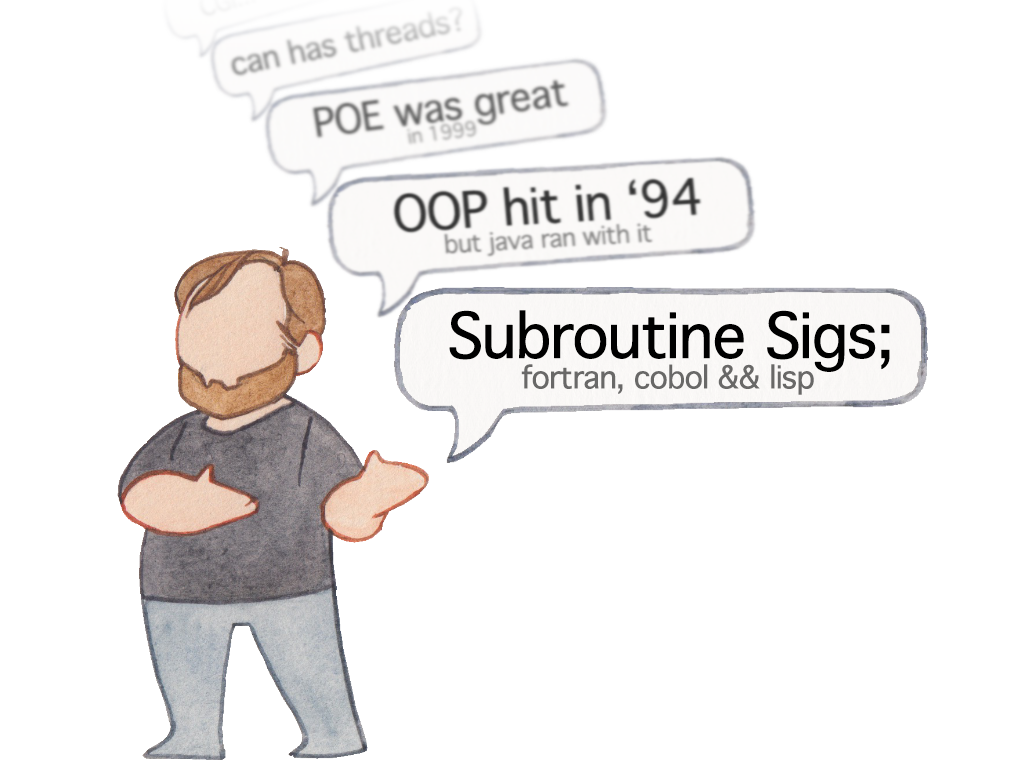 can has threads?
POE was great
in 1999
OOP hit in ‘94
but java ran with it
Subroutine Sigs;
fortran, cobol && lisp